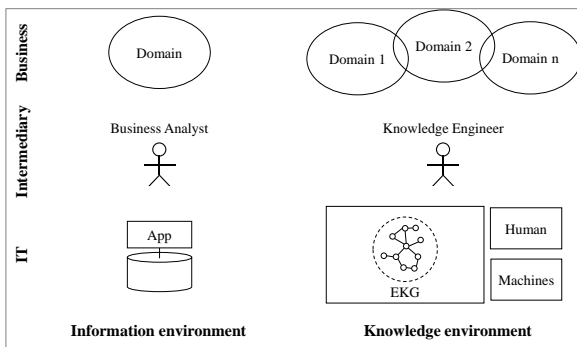 Business
Domain
Domain 1
Domain 2
Domain n
Intermediary
Business Analyst
Knowledge Engineer
IT
App
EKG
Human
Machines
Information environment
Knowledge environment